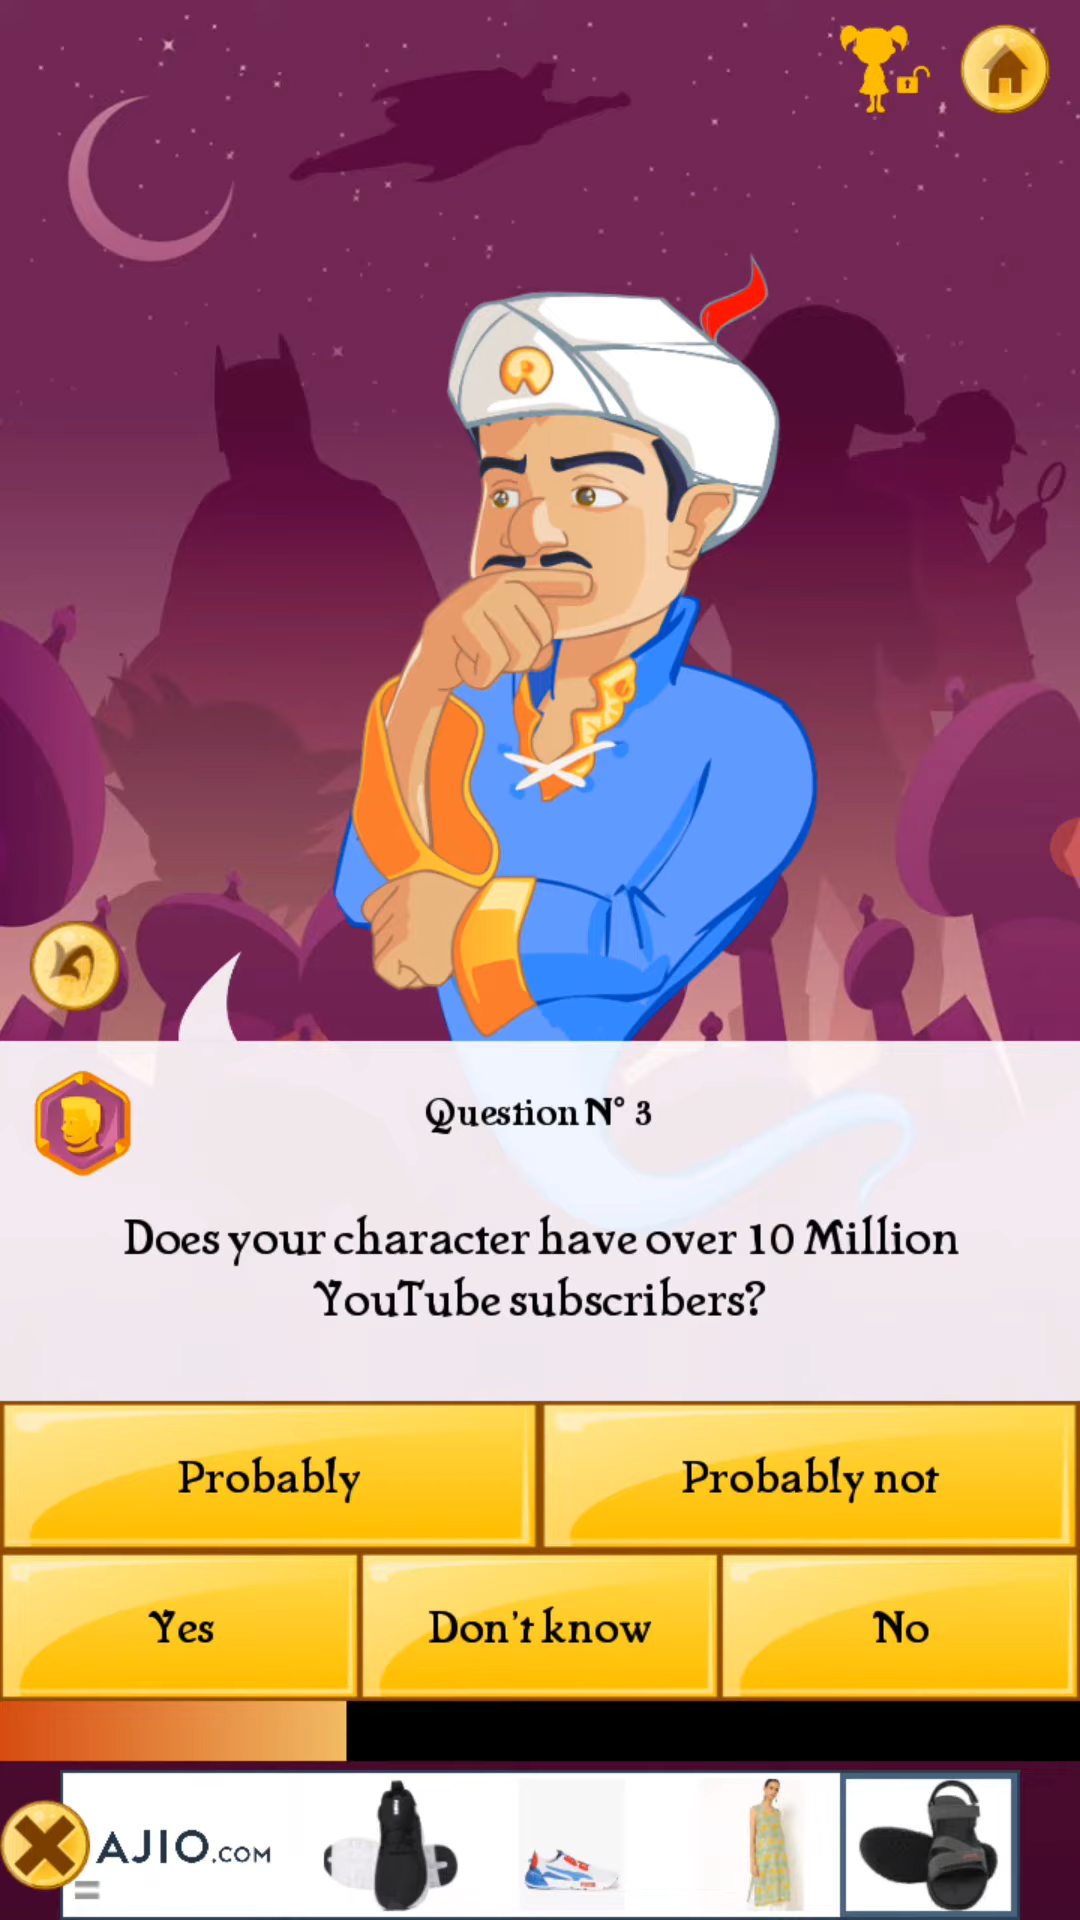 Question N° 3
Does your character have over 10 Million
YouTube subscribers?
Probably
Probably not
Yes
Don't know
No
AJIO.COM